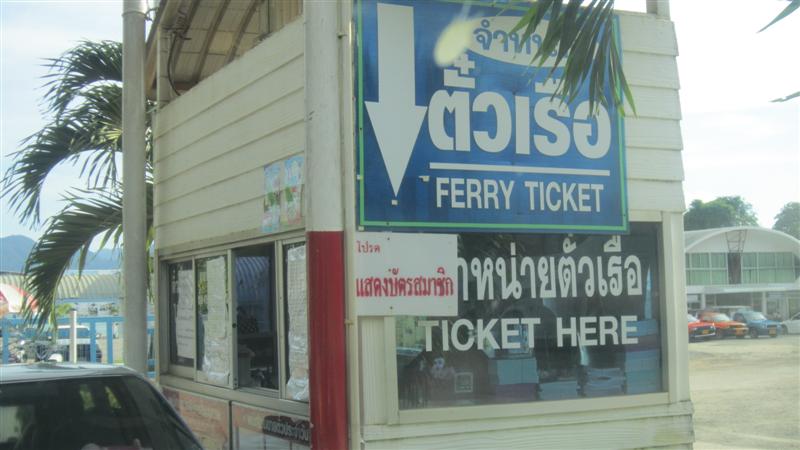 ตั๋วเรือ
FERRY TICKET
โปรด
แสดงบัตรสมาชิก
หน่ายตั๋วเรือ
TICKET HERE